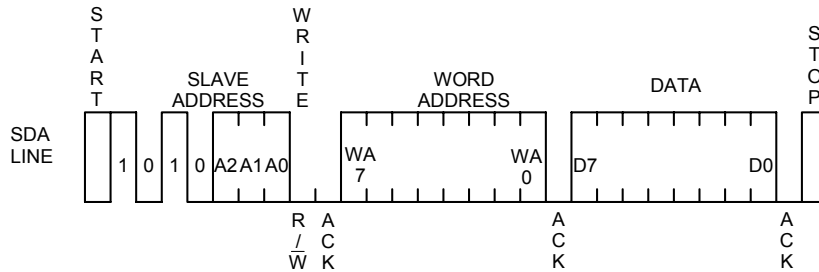 START
WRITE
STOP
SLAVE
ADDRESS
WORD
ADDRESS
DATA
SDA
LINE
1 0 1 0 A2 A1 A0
WA
7
WA
0
D7
D0
R/W̅
ACK
ACK
ACK